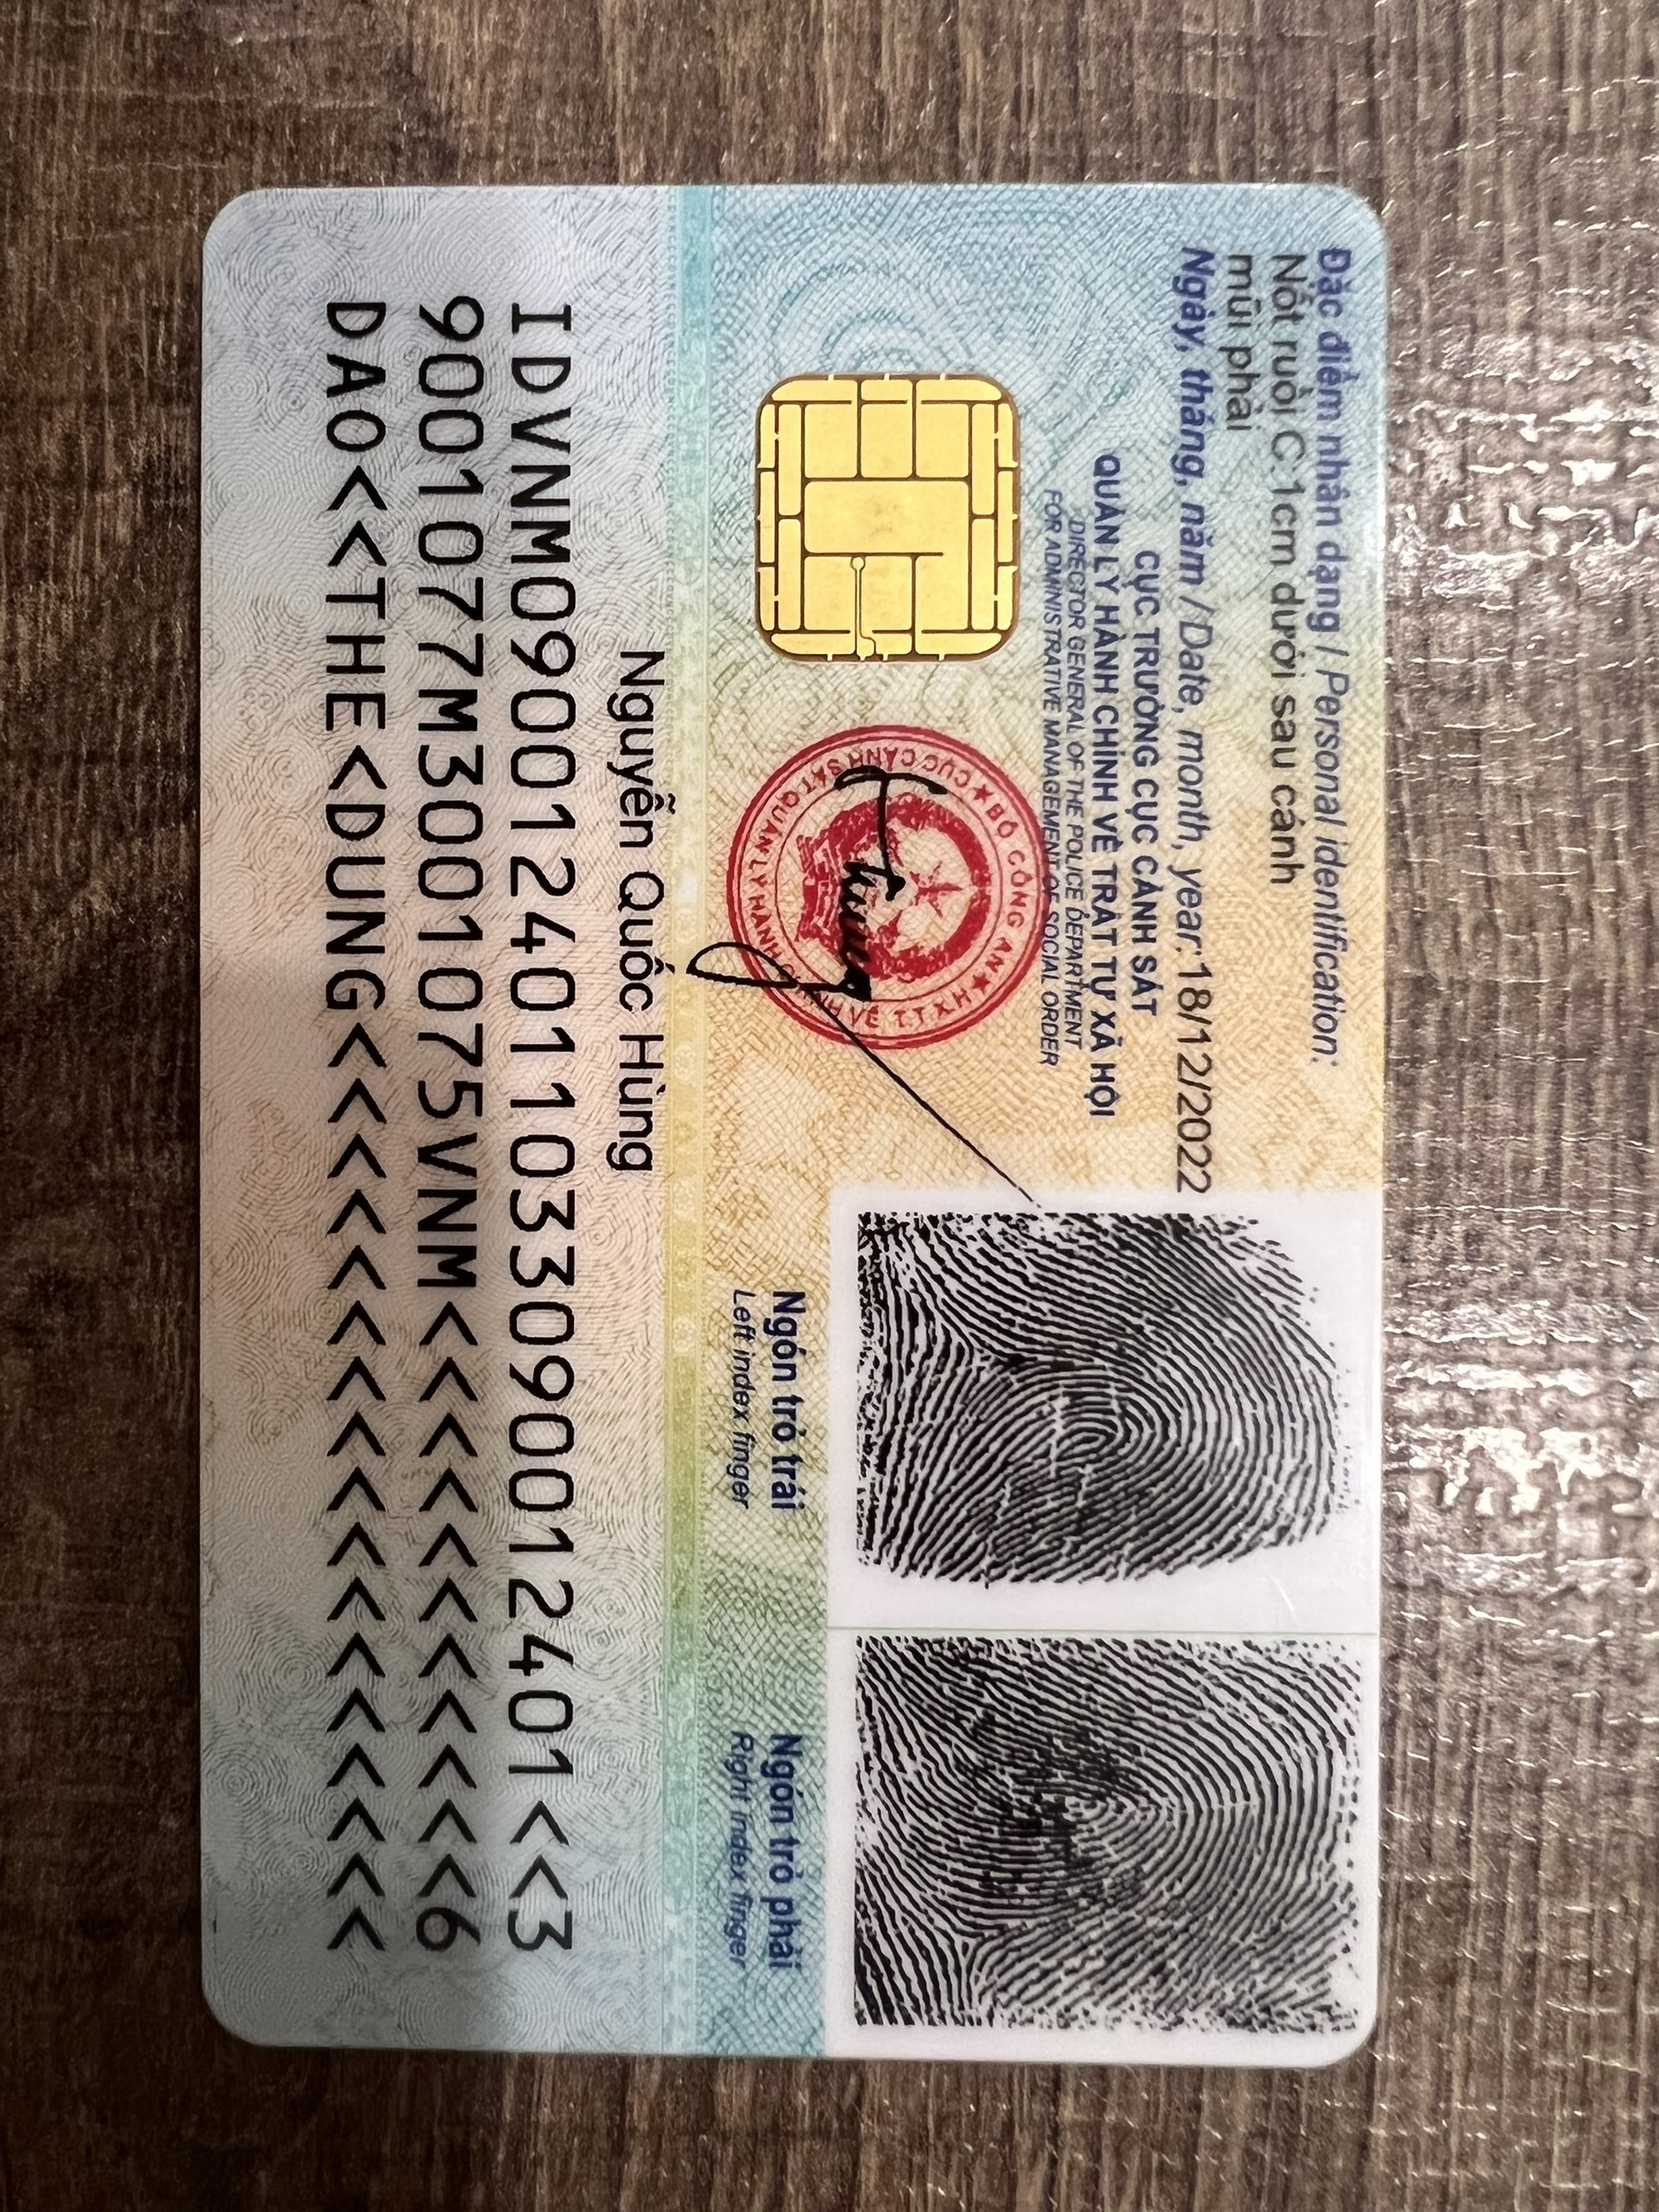 Đặc điểm nhân dạng / Personal identification:
Nốt ruồi C:1cm dưới sau cánh
mũi phải
Ngày, tháng, năm / Date, month, year: 18/12/2022
CỤC TRƯỞNG CỤC CẢNH SÁT
QUẢN LÝ HÀNH CHÍNH VỀ TRẬT TỰ XÃ HỘI
DIRECTOR GENERAL OF THE POLICE DEPARTMENT
FOR ADMINISTRATIVE MANAGEMENT OF SOCIAL ORDER
★ BỘ CÔNG AN ★
CỤC CẢNH SÁT QUẢN LÝ HÀNH CHÍNH VỀ TTXH
Ngón trỏ trái
Left index finger
Ngón trỏ phải
Right index finger
Nguyễn Quốc Hùng
IDVNM0900124011033090012401<<3
9001077M3001075VNM<<<<<<<<<<<6
DAO<<THE<DUNG<<<<<<<<<<<<<<<<<